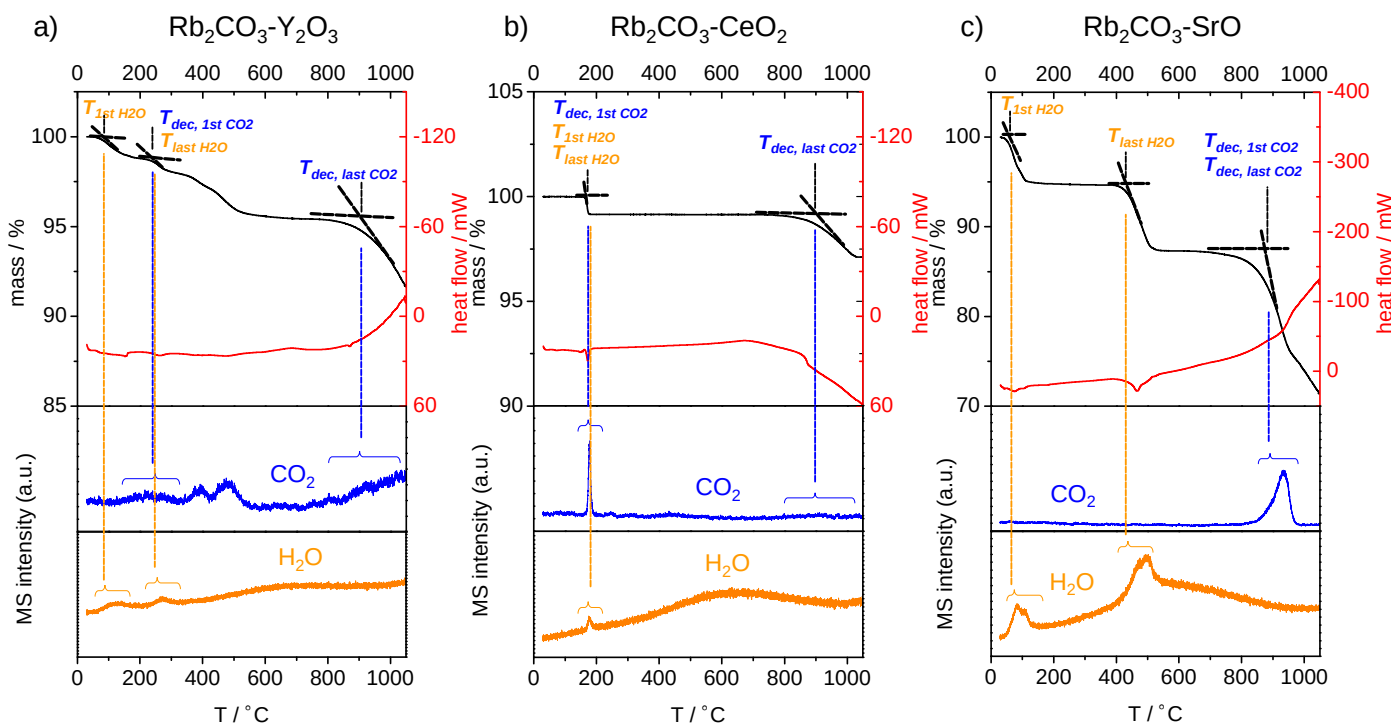 a) Rb₂CO₃-Y₂O₃
0 200 400 600 800 1000
T1st H2O
Tdec, 1st CO2
Tlast H2O
Tdec, last CO2
100
95
90
85
mass / %
-120
-60
0
60
heat flow / mW
CO₂
H₂O
MS intensity (a.u.)
0 200 400 600 800 1000
T / °C
b) Rb₂CO₃-CeO₂
0 200 400 600 800 1000
Tdec, 1st CO2
T1st H2O
Tlast H2O
Tdec, last CO2
105
100
95
90
mass / %
-120
-60
0
60
heat flow / mW
CO₂
H₂O
MS intensity (a.u.)
0 200 400 600 800 1000
T / °C
c) Rb₂CO₃-SrO
0 200 400 600 800 1000
T1st H2O
Tlast H2O
Tdec, 1st CO2
Tdec, last CO2
100
90
80
70
mass / %
-400
-300
-200
-100
0
heat flow / mW
CO₂
H₂O
MS intensity (a.u.)
0 200 400 600 800 1000
T / °C